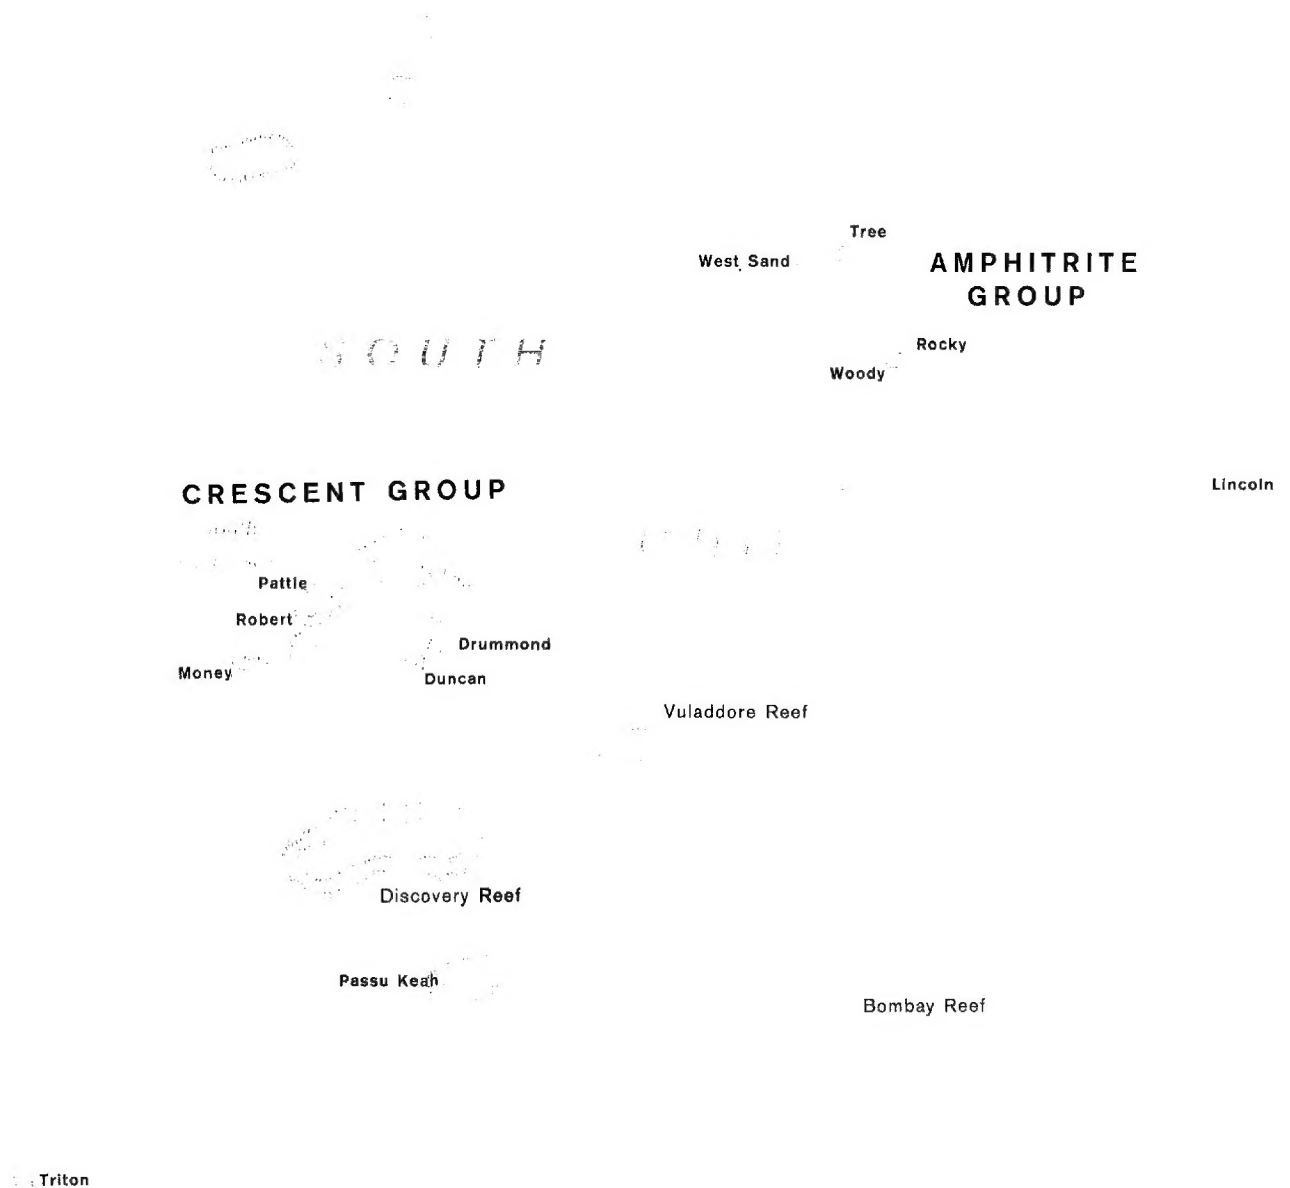 Tree
West Sand
AMPHITRITE
GROUP
SOUTH
Rocky
Woody
Lincoln
CRESCENT GROUP
Pattle
Robert
Drummond
Money
Duncan
Vuladdore Reef
Discovery Reef
Passu Keah
Bombay Reef
Triton